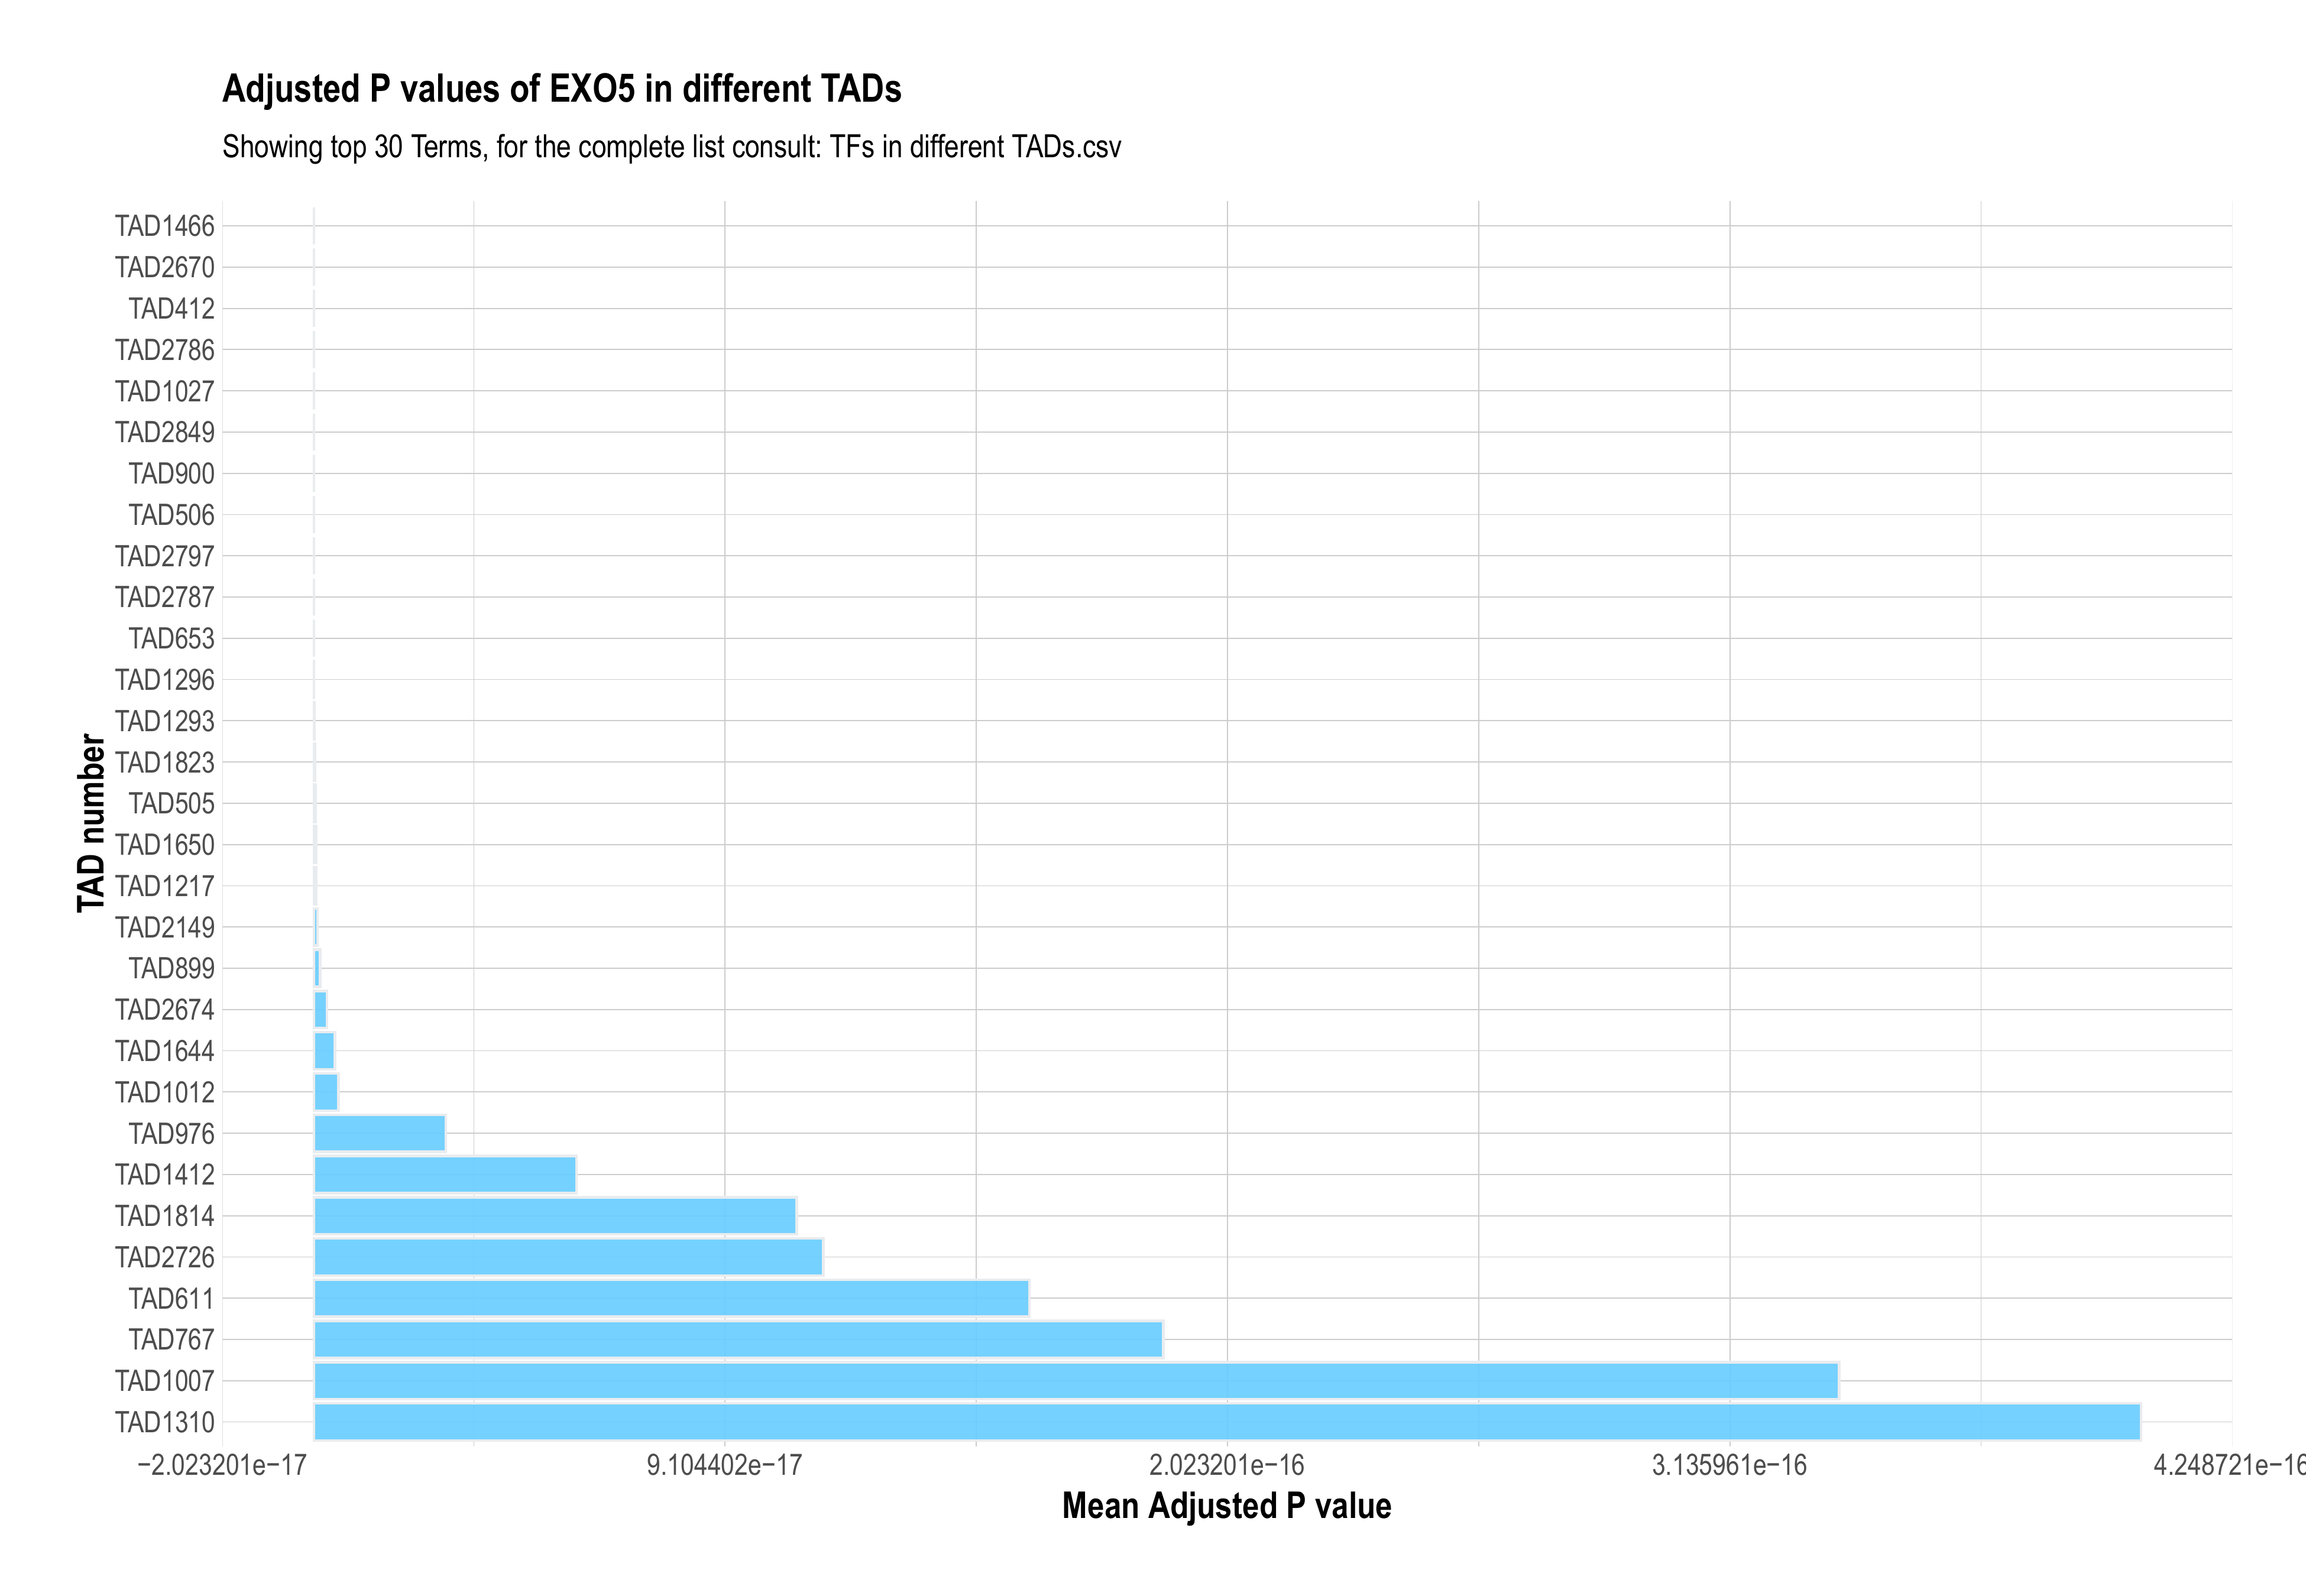 Adjusted P values of EXO5 in different TADs
Showing top 30 Terms, for the complete list consult: TFs in different TADs.csv
TAD number
TAD1466
TAD2670
TAD412
TAD2786
TAD1027
TAD2849
TAD900
TAD506
TAD2797
TAD2787
TAD653
TAD1296
TAD1293
TAD1823
TAD505
TAD1650
TAD1217
TAD2149
TAD899
TAD2674
TAD1644
TAD1012
TAD976
TAD1412
TAD1814
TAD2726
TAD611
TAD767
TAD1007
TAD1310
−2.023201e−17 9.104402e−17 2.023201e−16 3.135961e−16 4.248721e−16
Mean Adjusted P value